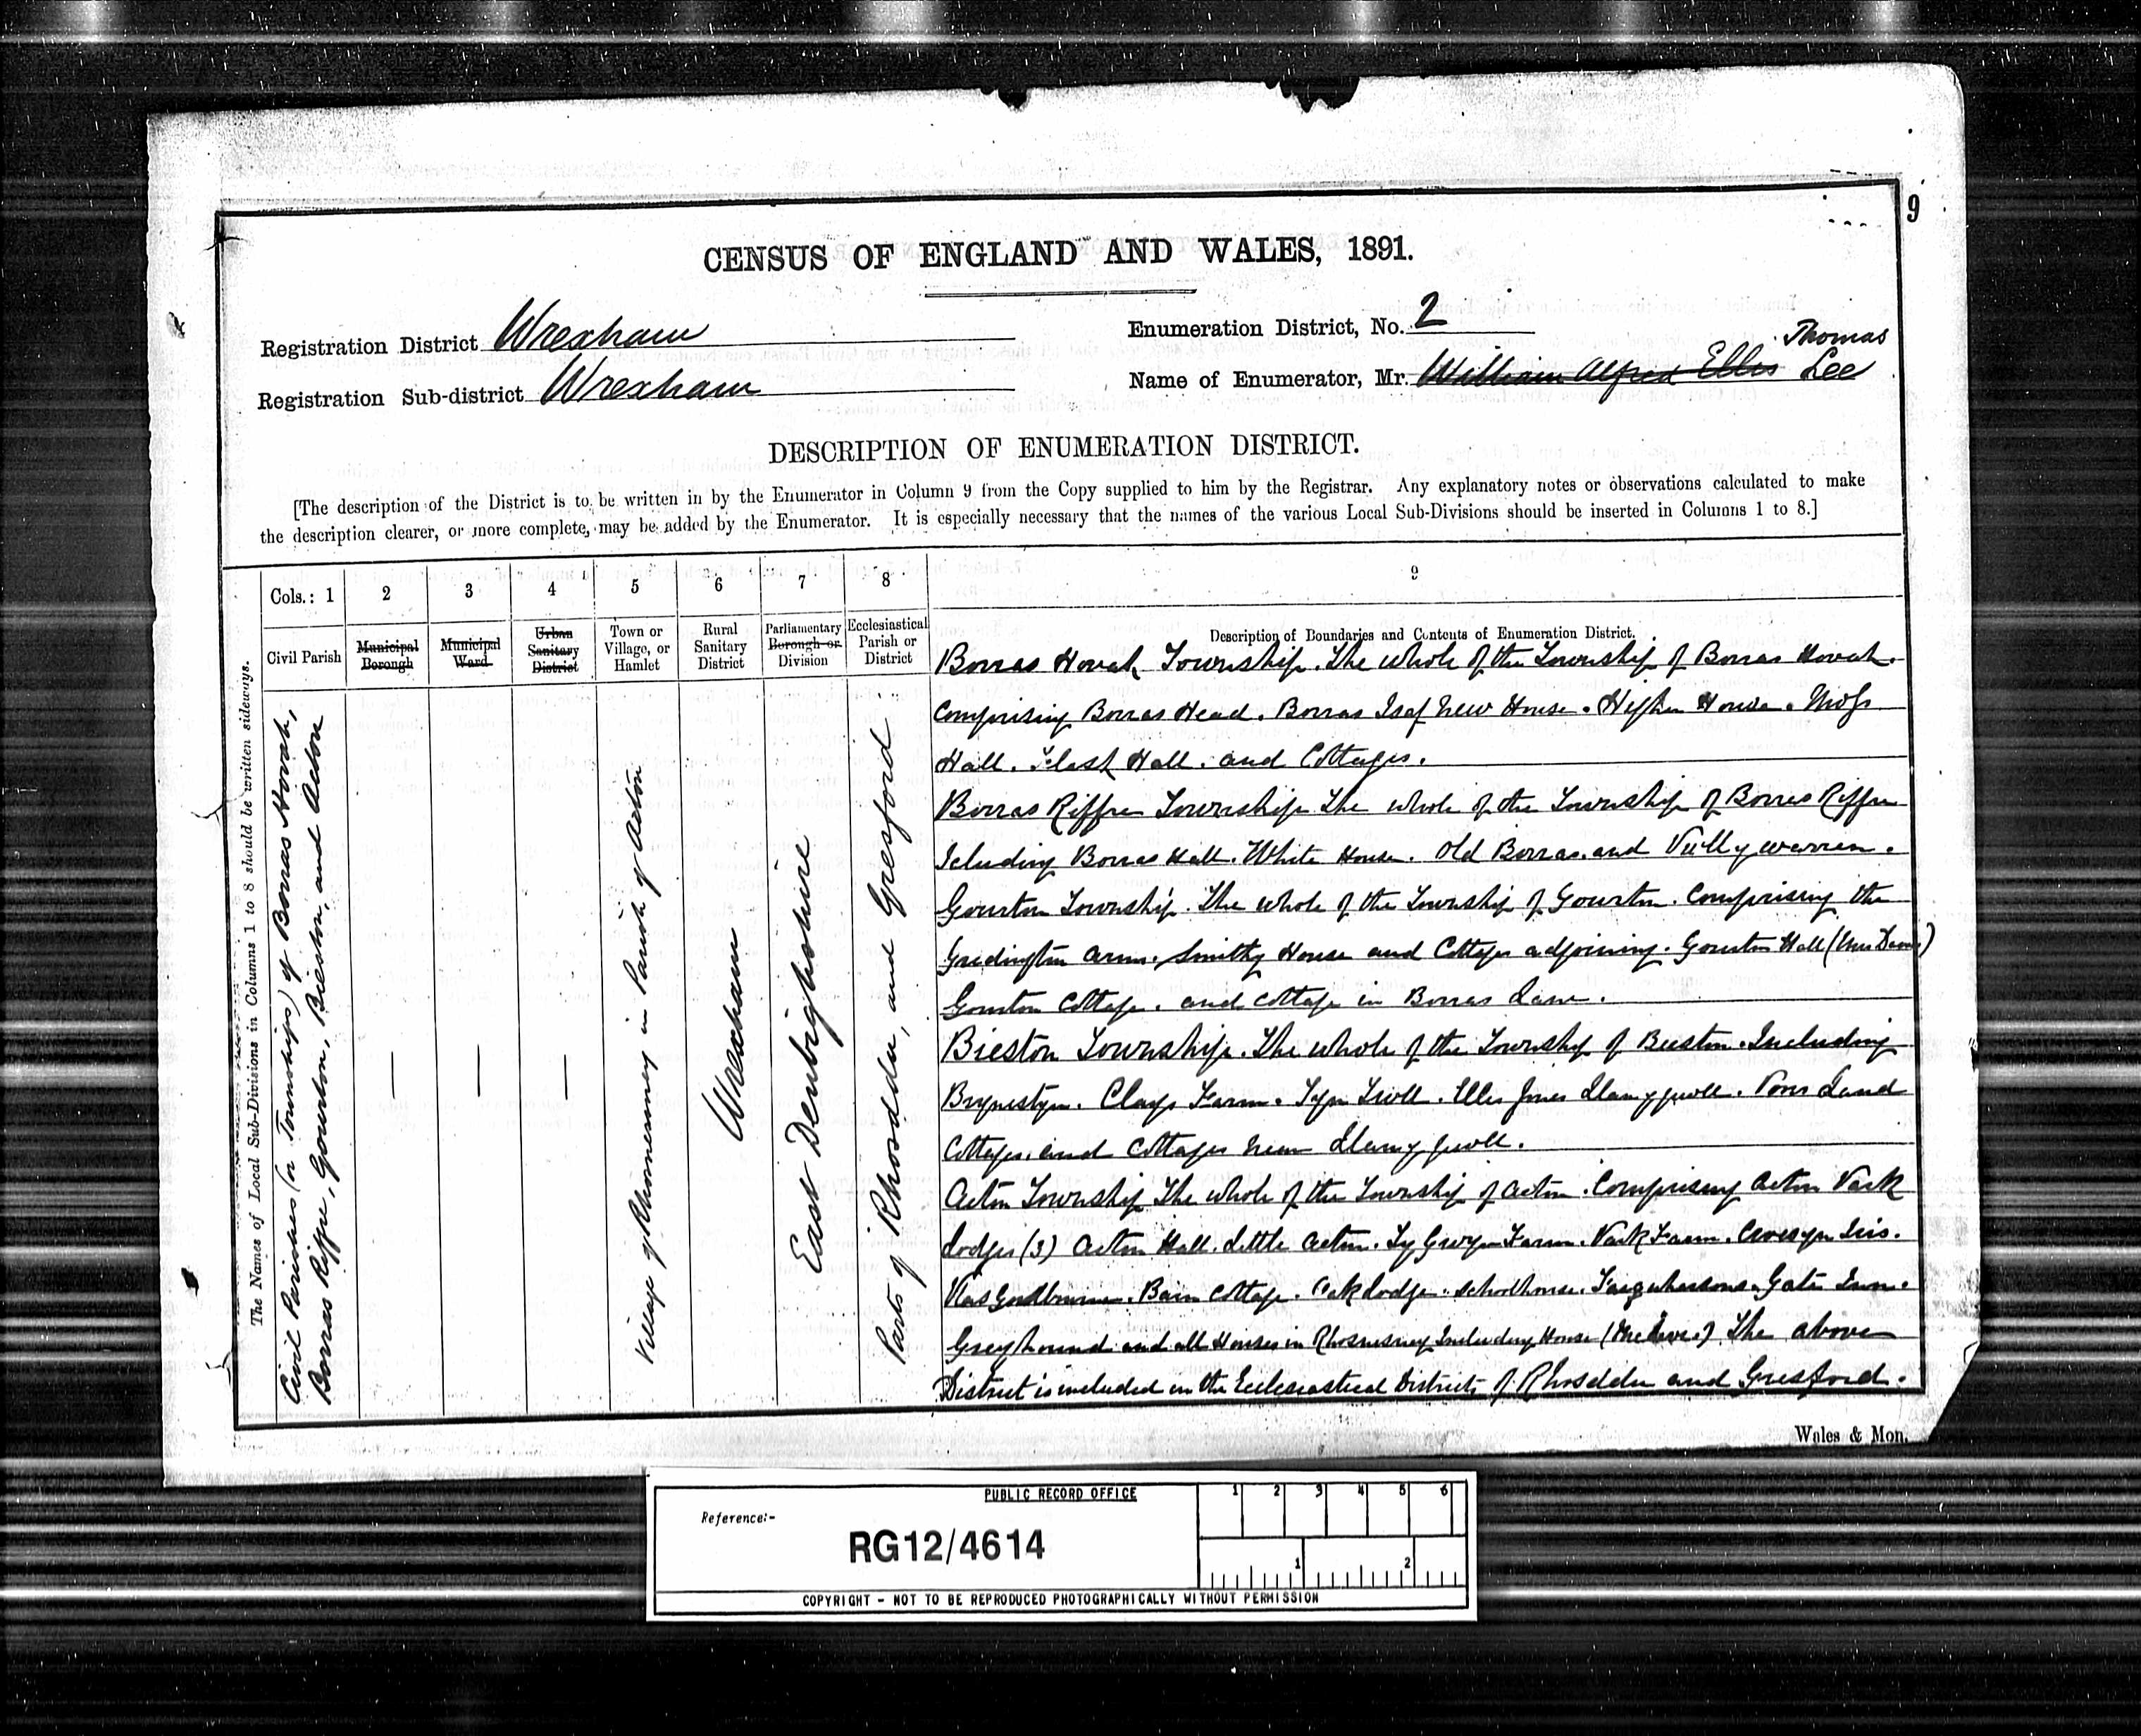 9
CENSUS OF ENGLAND AND WALES, 1891.
Registration District Wrexham
Enumeration District, No. 2
Thomas
Registration Sub-district Wrexham
Name of Enumerator, Mr. William Alfred Ellis Lee
DESCRIPTION OF ENUMERATION DISTRICT.
[The description of the District is to be written in by the Enumerator in Column 9 from the Copy supplied to him by the Registrar. Any explanatory notes or observations calculated to make
the description clearer, or more complete, may be added by the Enumerator. It is especially necessary that the names of the various Local Sub-Divisions should be inserted in Columns 1 to 8.]
The Names of Local Sub-Divisions in Columns 1 to 8 should be written sideways.
Cols.: 1 2 3 4 5 6 7 8 9
Civil Parish
Municipal Borough
Municipal Ward
Urban Sanitary District
Town or Village, or Hamlet
Rural Sanitary District
Parliamentary Borough or Division
Ecclesiastical Parish or District
Description of Boundaries and Contents of Enumeration District.
Civil Parishes (or Townships) of Borras Hovah,
Borras Riffre, Gourton, Bieston, and Acton
—
—
—
Village of Rhosnessney in Parish of Acton
Wrexham
East Denbighshire
Parts of Rhosddu, and Gresford
Borras Hovah Township. The whole of the Township of Borras Hovah.
Comprising Borras Head. Borras Isaf New House. Higher House. Moss
Hall. Flash Hall. and Cottages.
Borras Riffre Township The whole of the Township of Borras Riffre
Including Borras Hall. White House. Old Borras. and
Gourton Township. The whole of the Township of Gourton. Comprising the
Gredington Arms. Smithy House and Cottages adjoining. Gourton Hall (Mrs
Gourton Cottage. and Cottage in Borras Lane.
Bieston Township. The whole of the Township of Bieston. Including
Brynestyn. Clays Farm. Tyn Twll. Ellis Jones Llanypwll. Poors Land
Cottages. and Cottages near Llanypwll.
Acton Township The whole of the Township of Acton. Comprising Acton Park
Lodges (3) Acton Hall. Little Acton. Ty Gwyn Farm. Park Farm. Croesyn
Plas Goulbourne. Barn Cottage. Oak Lodge. Schoolhouse. Farquharsons. Gate Inn.
Greyhound and all Houses in Rhosnesney Including House The above
District is included in the Ecclesiastical Districts of Rhosddu and Gresford.
Wales & Mon.
PUBLIC RECORD OFFICE
1 2 3 4 5 6
Reference:-
RG12/4614
1 2
COPYRIGHT - NOT TO BE REPRODUCED PHOTOGRAPHICALLY WITHOUT PERMISSION